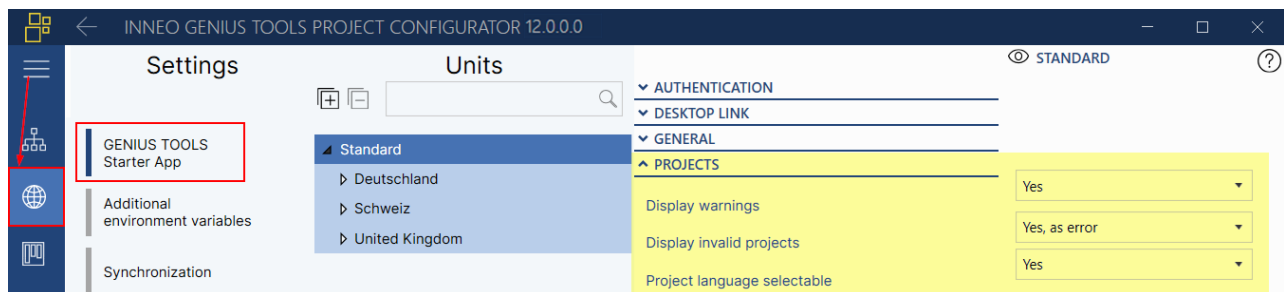 INNEO GENIUS TOOLS PROJECT CONFIGURATOR 12.0.0.0
Settings
GENIUS TOOLS
Starter App
Additional
environment variables
Synchronization
Units
Standard
Deutschland
Schweiz
United Kingdom
STANDARD
AUTHENTICATION
DESKTOP LINK
GENERAL
PROJECTS
Display warnings
Yes
Display invalid projects
Yes, as error
Project language selectable
Yes